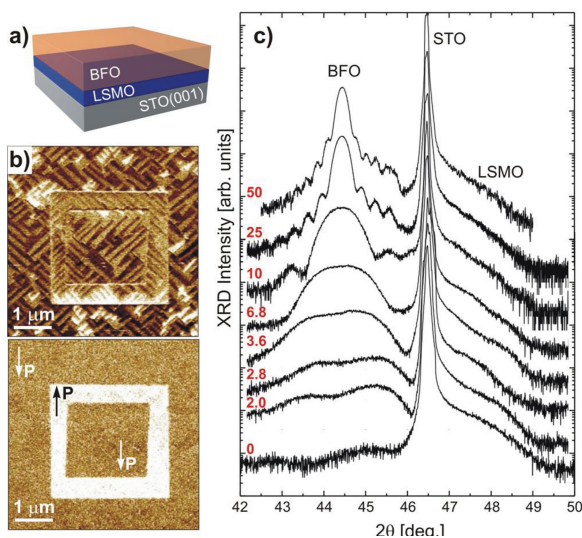 a)
BFO
LSMO
STO(001)
b)
1 μm
P
P
P
1 μm
c)
BFO
STO
LSMO
50
25
10
6.8
3.6
2.8
2.0
0
XRD Intensity [arb. units]
42 43 44 45 46 47 48 49 50
2θ [deg.]